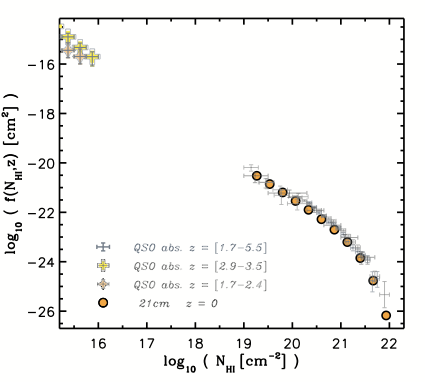 log10 ( f(NHI,z) [cm²] )
-16
-18
-20
-22
-24
-26
QSO abs. z = [1.7-5.5]
QSO abs. z = [2.9-3.5]
QSO abs. z = [1.7-2.4]
21cm z = 0
16 17 18 19 20 21 22
log10 ( NHI [cm⁻²] )